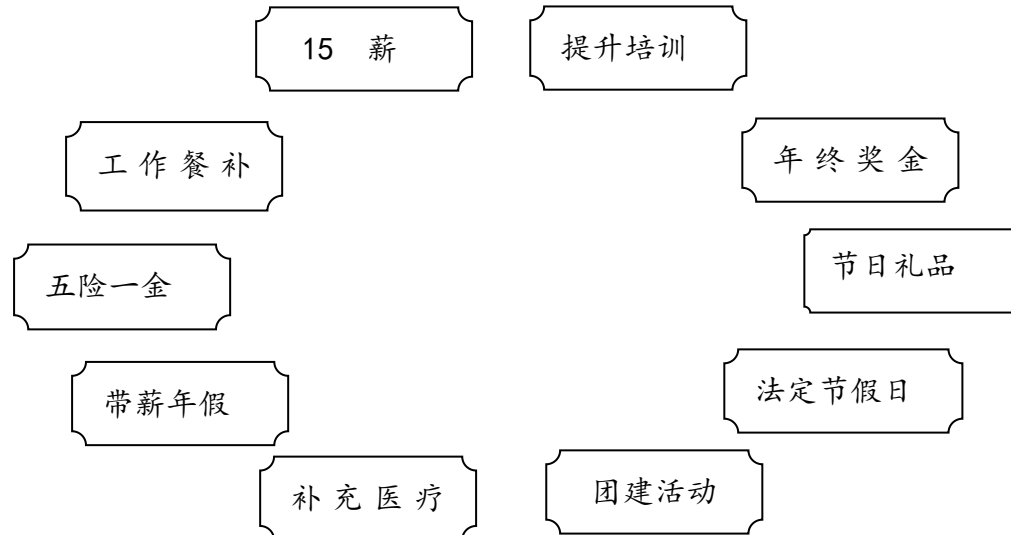 15 薪
提升培训
工作餐补
年终奖金
五险一金
节日礼品
带薪年假
法定节假日
补充医疗
团建活动